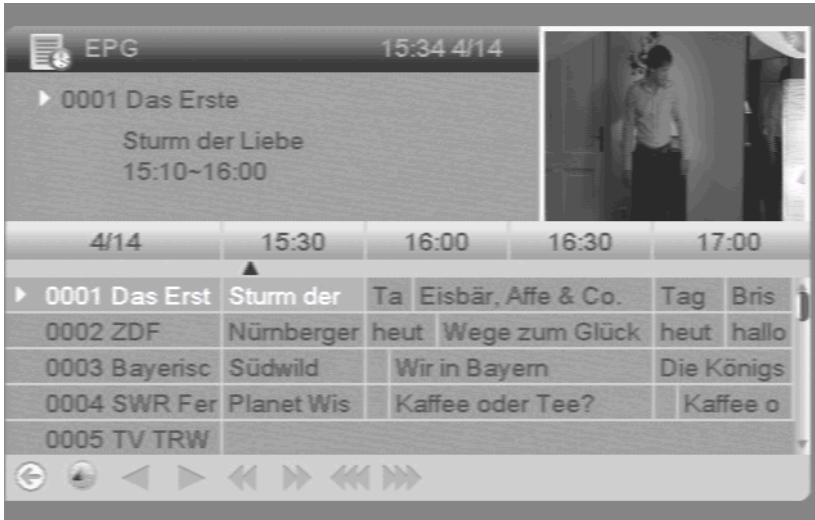 EPG 15:34 4/14
0001 Das Erste
Sturm der Liebe
15:10~16:00
4/14 15:30 16:00 16:30 17:00
0001 Das Erst Sturm der Ta Eisbär, Affe & Co. Tag Bris
0002 ZDF Nürnberger heut Wege zum Glück heut hallo
0003 Bayerisc Südwild Wir in Bayern Die Königs
0004 SWR Fer Planet Wis Kaffee oder Tee? Kaffee o
0005 TV TRW